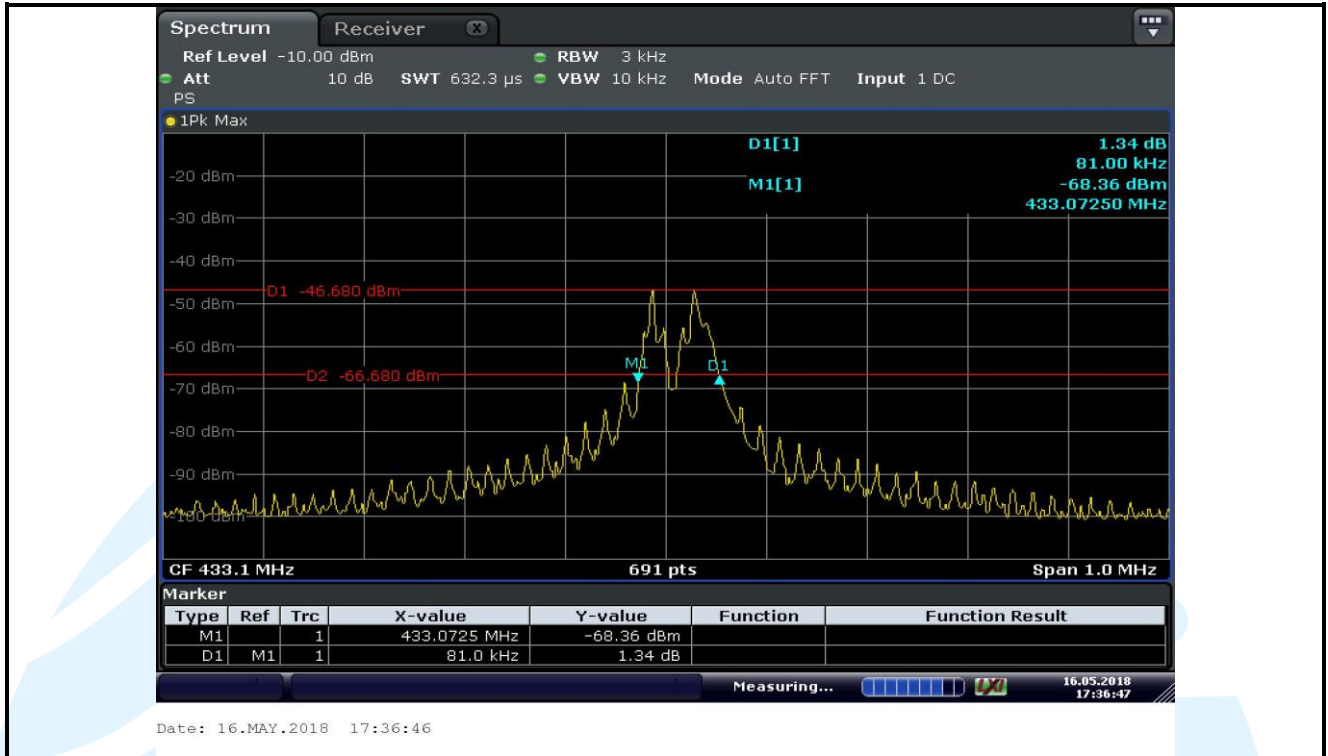 Spectrum Receiver
Ref Level -10.00 dBm RBW 3 kHz
Att 10 dB SWT 632.3 µs VBW 10 kHz Mode Auto FFT Input 1 DC
PS
1Pk Max
D1[1] 1.34 dB
81.00 kHz
-20 dBm
M1[1] -68.36 dBm
433.07250 MHz
-30 dBm
-40 dBm
D1 -46.680 dBm
-50 dBm
-60 dBm
M1 D1
D2 -66.680 dBm
-70 dBm
-80 dBm
-90 dBm
-100 dBm
CF 433.1 MHz 691 pts Span 1.0 MHz
Marker
Type Ref Trc X-value Y-value Function Function Result
M1 1 433.0725 MHz -68.36 dBm
D1 M1 1 81.0 kHz 1.34 dB
Measuring... LXI 16.05.2018
17:36:47
Date: 16.MAY.2018 17:36:46